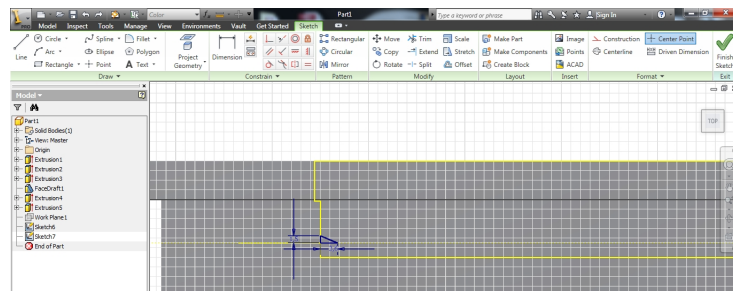 Color
Part1
Type a keyword or phrase
Sign In
PRO
Model Inspect Tools Manage View Environments Vault Get Started Sketch
Line
Circle
Arc
Rectangle
Spline
Ellipse
Point
Fillet
Polygon
Text
Draw
Project Geometry
Dimension
Constrain
Rectangular
Circular
Mirror
Pattern
Move
Copy
Rotate
Trim
Extend
Split
Scale
Stretch
Offset
Modify
Make Part
Make Components
Create Block
Layout
Image
Points
ACAD
Insert
Construction
Centerline
Center Point
Driven Dimension
Format
Finish Sketch
Exit
Model
Part1
Solid Bodies(1)
View: Master
Origin
Extrusion1
Extrusion2
Extrusion3
FaceDraft1
Extrusion4
Extrusion5
Work Plane1
Sketch6
Sketch7
End of Part
TOP